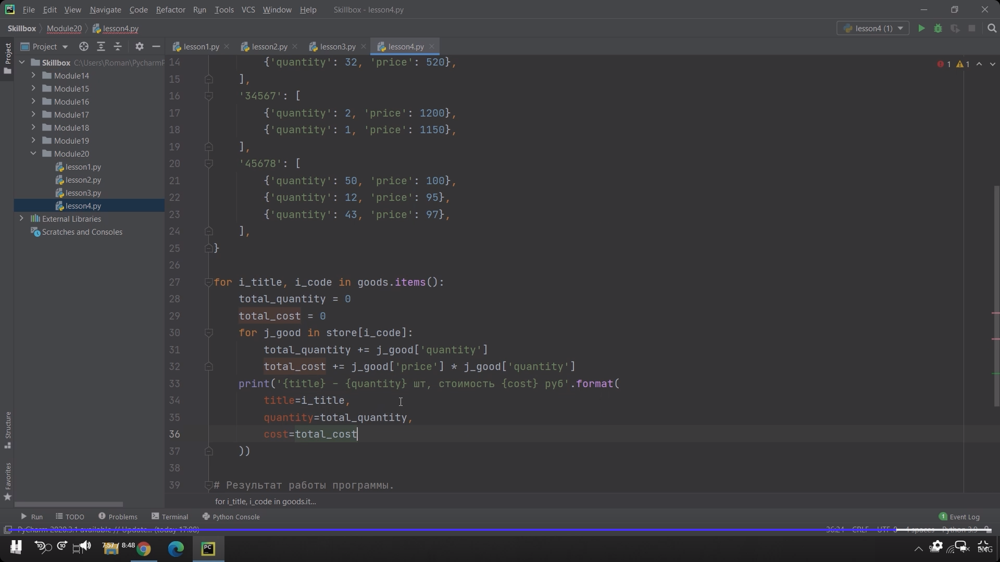 File Edit View Navigate Code Refactor Run Tools VCS Window Help Skillbox - lesson4.py
Skillbox Module20 lesson4.py lesson4 (1)
Project lesson1.py lesson2.py lesson3.py lesson4.py
Project
Skillbox C:\Users\Roman\PycharmP
Module14
Module15
Module16
Module17
Module18
Module19
Module20
lesson1.py
lesson2.py
lesson3.py
lesson4.py
External Libraries
Scratches and Consoles
Structure
Favorites
1 1
14 {'quantity': 32, 'price': 520},
15 ],
16 '34567': [
17 {'quantity': 2, 'price': 1200},
18 {'quantity': 1, 'price': 1150},
19 ],
20 '45678': [
21 {'quantity': 50, 'price': 100},
22 {'quantity': 12, 'price': 95},
23 {'quantity': 43, 'price': 97},
24 ],
25 }
26
27 for i_title, i_code in goods.items():
28 total_quantity = 0
29 total_cost = 0
30 for j_good in store[i_code]:
31 total_quantity += j_good['quantity']
32 total_cost += j_good['price'] * j_good['quantity']
33 print('{title} - {quantity} шт, стоимость {cost} руб'.format(
34 title=i_title,
35 quantity=total_quantity,
36 cost=total_cost
37 ))
38
39 # Результат работы программы.
for i_title, i_code in goods.it...
Run TODO Problems Terminal Python Console 1 Event Log
PyCharm 2020.3.1 available // Update... (today 17:08) 36:24 CRLF UTF-8 4 spaces Python 3.9
10 10 7:57 / 8:48 PC ENG